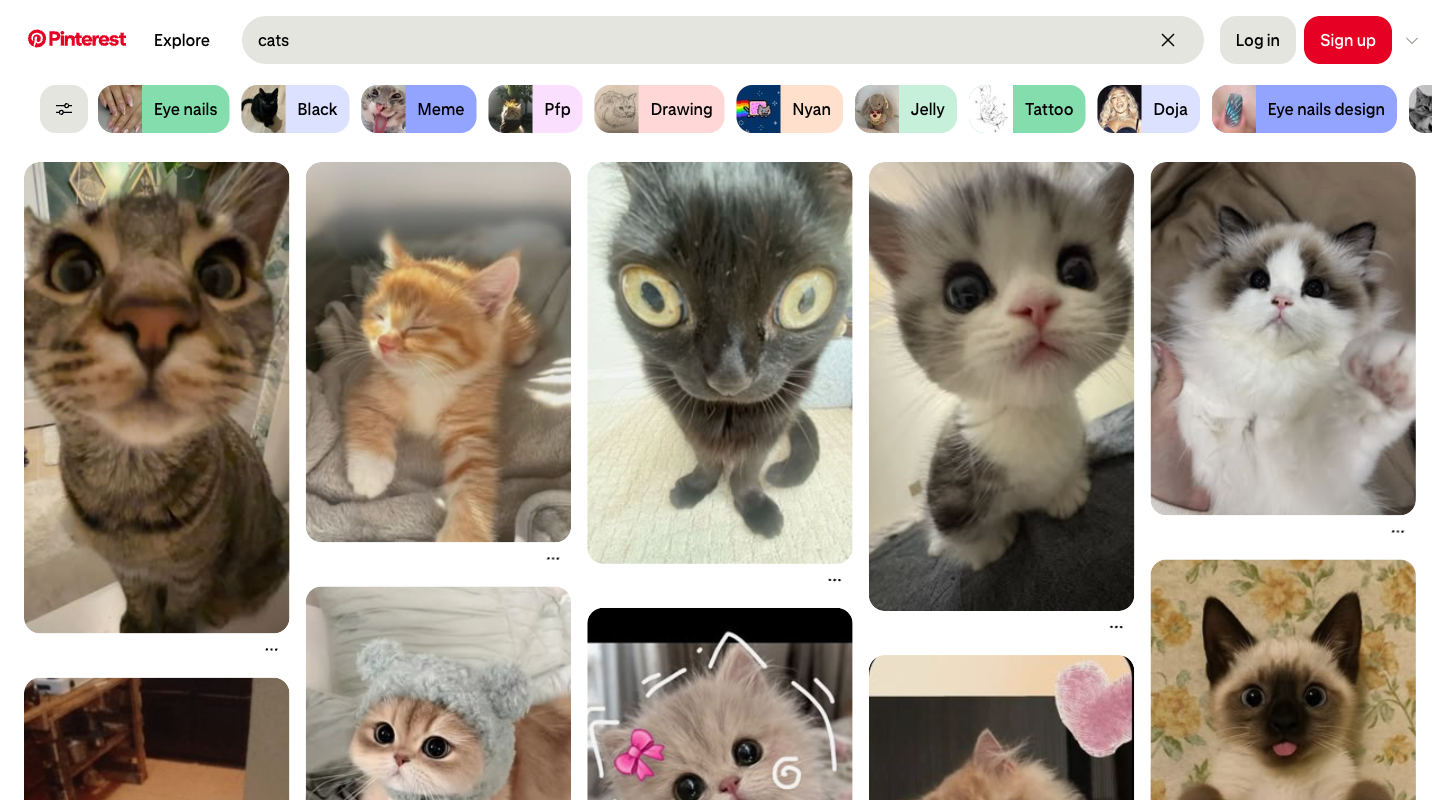 Pinterest
Explore
cats
Log in
Sign up
Eye nails
Black
Meme
Pfp
Drawing
Nyan
Jelly
Tattoo
Doja
Eye nails design